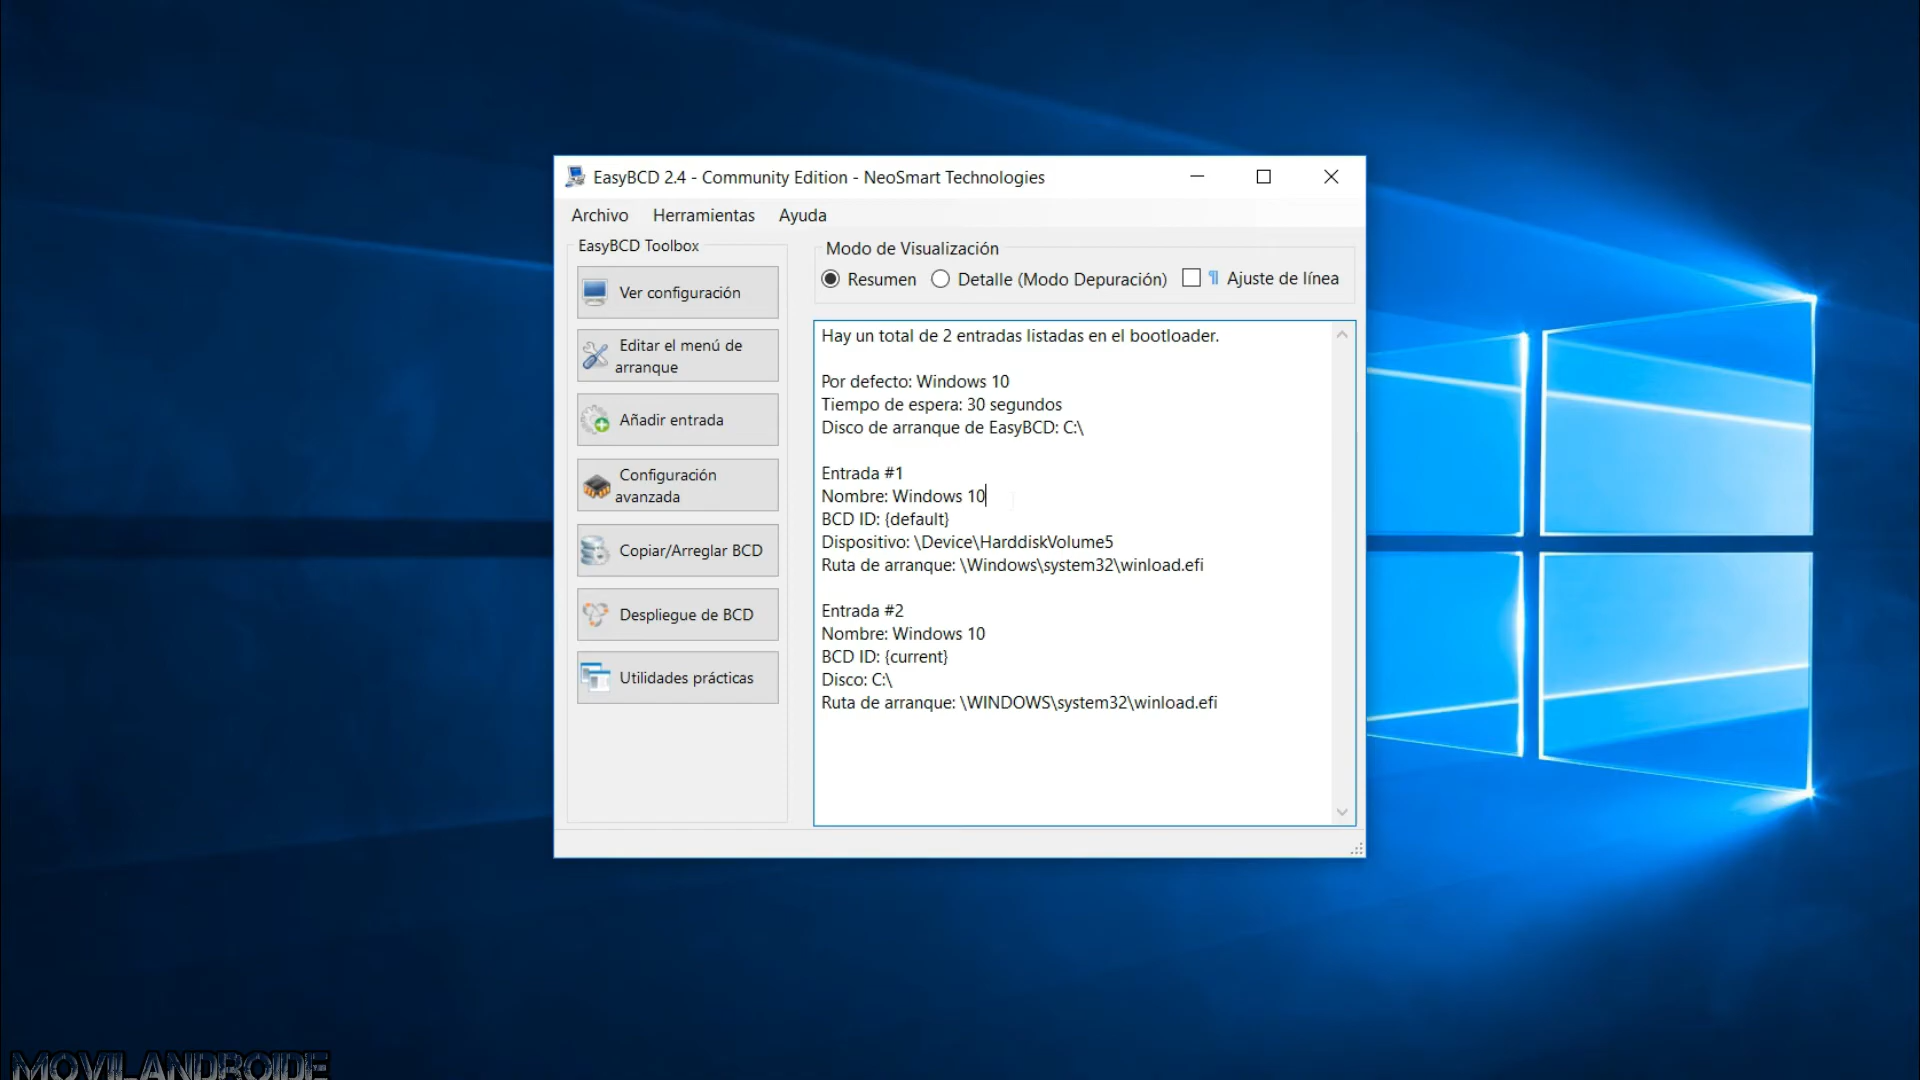 EasyBCD 2.4 - Community Edition - NeoSmart Technologies
Archivo Herramientas Ayuda
EasyBCD Toolbox
Ver configuración
Editar el menú de
arranque
Añadir entrada
Configuración
avanzada
Copiar/Arreglar BCD
Despliegue de BCD
Utilidades prácticas
Modo de Visualización
Resumen Detalle (Modo Depuración) ¶ Ajuste de línea
Hay un total de 2 entradas listadas en el bootloader.
Por defecto: Windows 10
Tiempo de espera: 30 segundos
Disco de arranque de EasyBCD: C:\
Entrada #1
Nombre: Windows 10
BCD ID: {default}
Dispositivo: \Device\HarddiskVolume5
Ruta de arranque: \Windows\system32\winload.efi
Entrada #2
Nombre: Windows 10
BCD ID: {current}
Disco: C:\
Ruta de arranque: \WINDOWS\system32\winload.efi
MOVILANDROIDE